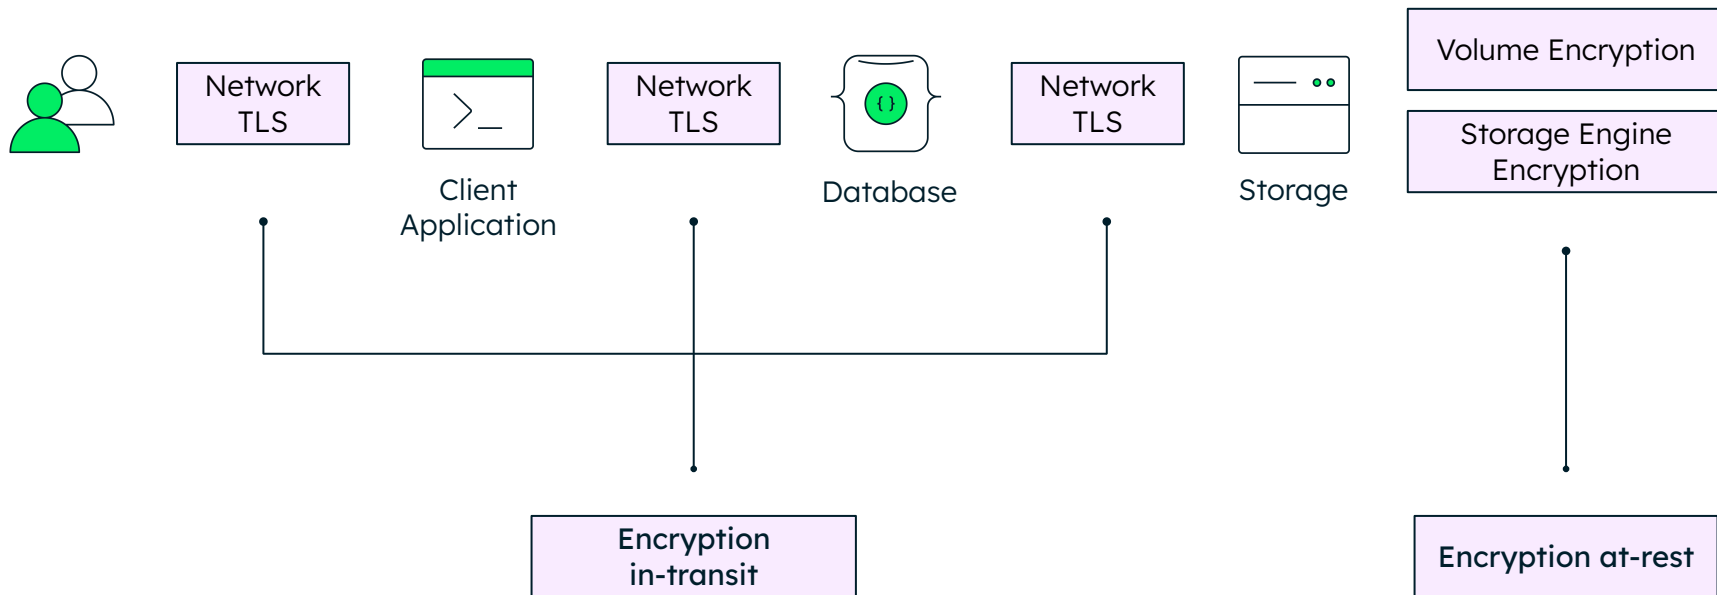 Network
TLS
Client
Application
Network
TLS
{ }
Database
Network
TLS
Storage
Volume Encryption
Storage Engine
Encryption
Encryption
in-transit
Encryption at-rest